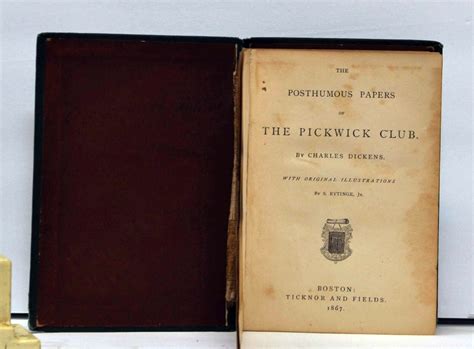 THE
POSTHUMOUS PAPERS
OF
THE PICKWICK CLUB.
BY CHARLES DICKENS.
WITH ORIGINAL ILLUSTRATIONS
BY S. EYTINGE, JR.
BOSTON:
TICKNOR AND FIELDS.
1867.